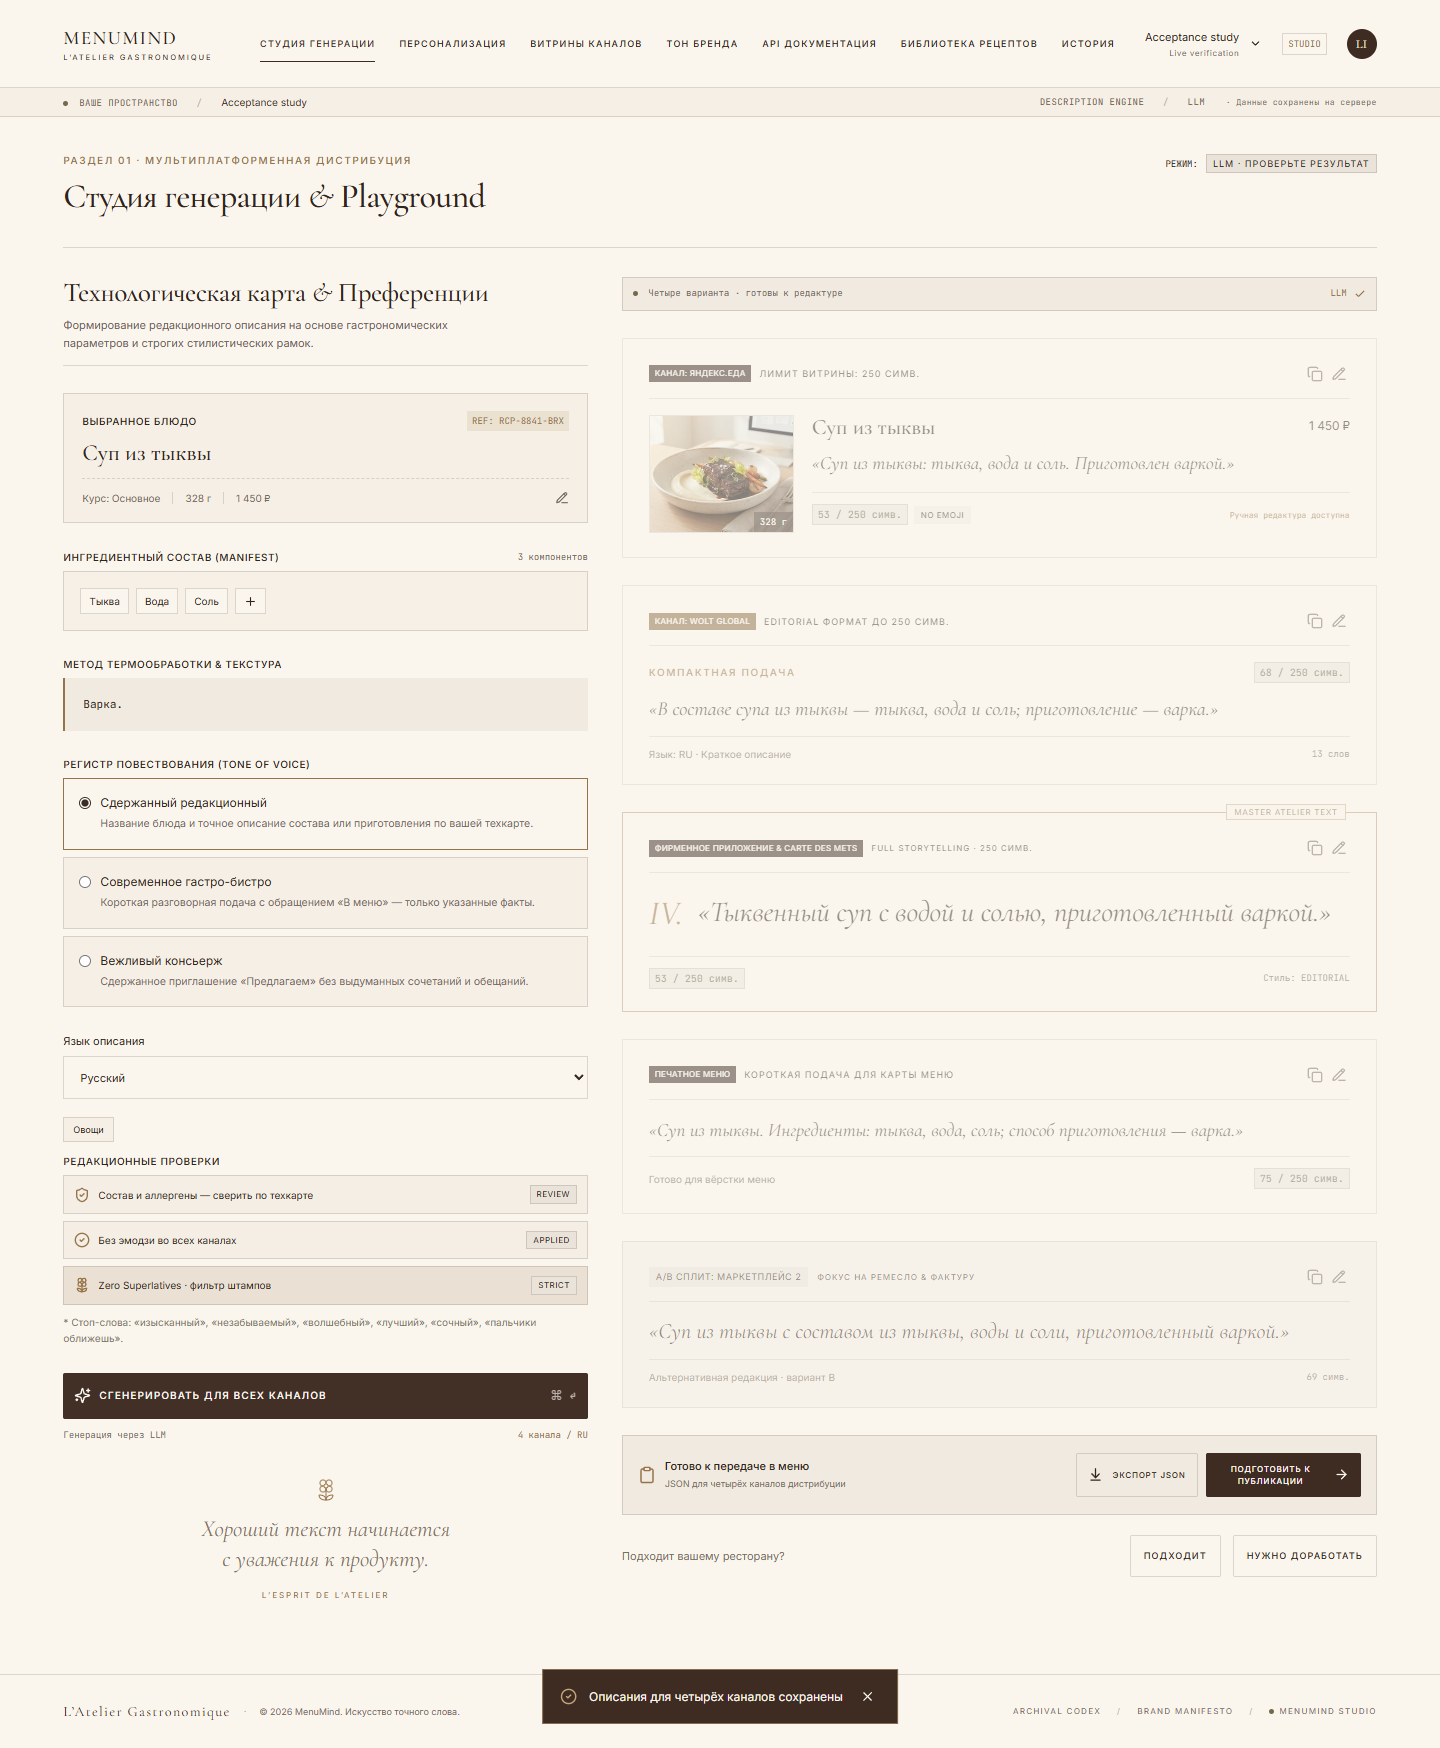 MENUMIND
L'ATELIER GASTRONOMIQUE
СТУДИЯ ГЕНЕРАЦИИ
ПЕРСОНАЛИЗАЦИЯ
ВИТРИНЫ КАНАЛОВ
ТОН БРЕНДА
API ДОКУМЕНТАЦИЯ
БИБЛИОТЕКА РЕЦЕПТОВ
ИСТОРИЯ
Acceptance study
Live verification
STUDIO
LI
ВАШЕ ПРОСТРАНСТВО / Acceptance study
DESCRIPTION ENGINE / LLM · Данные сохранены на сервере
РАЗДЕЛ 01 · МУЛЬТИПЛАТФОРМЕННАЯ ДИСТРИБУЦИЯ
Студия генерации & Playground
РЕЖИМ: LLM · ПРОВЕРЬТЕ РЕЗУЛЬТАТ
Технологическая карта & Преференции
Формирование редакционного описания на основе гастрономических
параметров и строгих стилистических рамок.
ВЫБРАННОЕ БЛЮДО
REF: RCP-8841-BRX
Суп из тыквы
Курс: Основное
328 г
1 450 ₽
ИНГРЕДИЕНТНЫЙ СОСТАВ (MANIFEST)
3 компонентов
Тыква
Вода
Соль
+
МЕТОД ТЕРМООБРАБОТКИ & ТЕКСТУРА
Варка.
РЕГИСТР ПОВЕСТВОВАНИЯ (TONE OF VOICE)
Сдержанный редакционный
Название блюда и точное описание состава или приготовления по вашей техкарте.
Современное гастро-бистро
Короткая разговорная подача с обращением «В меню» — только указанные факты.
Вежливый консьерж
Сдержанное приглашение «Предлагаем» без выдуманных сочетаний и обещаний.
Язык описания
Русский
Овощи
РЕДАКЦИОННЫЕ ПРОВЕРКИ
Состав и аллергены — сверить по техкарте
REVIEW
Без эмодзи во всех каналах
APPLIED
Zero Superlatives · фильтр штампов
STRICT
* Стоп-слова: «изысканный», «незабываемый», «волшебный», «лучший», «сочный», «пальчики
оближешь».
СГЕНЕРИРОВАТЬ ДЛЯ ВСЕХ КАНАЛОВ
⌘ ↲
Генерация через LLM
4 канала / RU
Хороший текст начинается
с уважения к продукту.
L'ESPRIT DE L'ATELIER
Четыре варианта · готовы к редактуре
LLM
КАНАЛ: ЯНДЕКС.ЕДА
ЛИМИТ ВИТРИНЫ: 250 СИМВ.
328 г
Суп из тыквы
1 450 ₽
«Суп из тыквы: тыква, вода и соль. Приготовлен варкой.»
53 / 250 симв.
NO EMOJI
Ручная редактура доступна
КАНАЛ: WOLT GLOBAL
EDITORIAL ФОРМАТ ДО 250 СИМВ.
КОМПАКТНАЯ ПОДАЧА
68 / 250 симв.
«В составе супа из тыквы — тыква, вода и соль; приготовление — варка.»
Язык: RU · Краткое описание
13 слов
MASTER ATELIER TEXT
ФИРМЕННОЕ ПРИЛОЖЕНИЕ & CARTE DES METS
FULL STORYTELLING · 250 СИМВ.
IV.
«Тыквенный суп с водой и солью, приготовленный варкой.»
53 / 250 симв.
Стиль: EDITORIAL
ПЕЧАТНОЕ МЕНЮ
КОРОТКАЯ ПОДАЧА ДЛЯ КАРТЫ МЕНЮ
«Суп из тыквы. Ингредиенты: тыква, вода, соль; способ приготовления — варка.»
Готово для вёрстки меню
75 / 250 симв.
А/В СПЛИТ: МАРКЕТПЛЕЙС 2
ФОКУС НА РЕМЕСЛО & ФАКТУРУ
«Суп из тыквы с составом из тыквы, воды и соли, приготовленный варкой.»
Альтернативная редакция · вариант B
69 симв.
Готово к передаче в меню
JSON для четырёх каналов дистрибуции
ЭКСПОРТ JSON
ПОДГОТОВИТЬ К
ПУБЛИКАЦИИ
Подходит вашему ресторану?
ПОДХОДИТ
НУЖНО ДОРАБОТАТЬ
Описания для четырёх каналов сохранены
L'Atelier Gastronomique · © 2026 MenuMind. Искусство точного слова.
ARCHIVAL CODEX / BRAND MANIFESTO / MENUMIND STUDIO